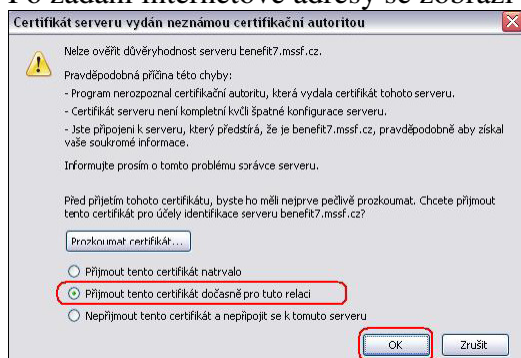 Po zadání internetové adresy se zobrazí
Certifikát serveru vydán neznámou certifikační autoritou
Nelze ověřit důvěryhodnost serveru benefit7.mssf.cz.
Pravděpodobná příčina této chyby:
- Program nerozpoznal certifikační autoritu, která vydala certifikát tohoto serveru.
- Certifikát serveru není kompletní kvůli špatné konfigurace serveru.
- Jste připojeni k serveru, který předstírá, že je benefit7.mssf.cz, pravděpodobně aby získal
vaše soukromé informace.
Informujte prosím o tomto problému správce serveru.
Před přijetím tohoto certifikátu, byste ho měli nejprve pečlivě prozkoumat. Chcete přijmout
tento certifikát pro účely identifikace serveru benefit7.mssf.cz?
Prozkoumat certifikát...
Přijmout tento certifikát natrvalo
Přijmout tento certifikát dočasně pro tuto relaci
Nepřijmout tento certifikát a nepřipojit se k tomuto serveru
OK Zrušit